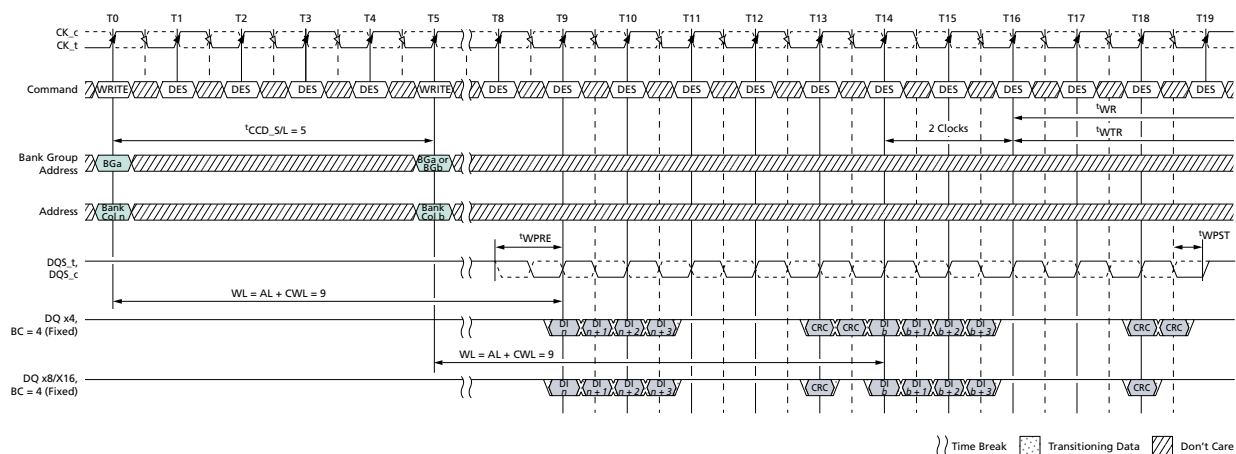 T0 T1 T2 T3 T4 T5 T8 T9 T10 T11 T12 T13 T14 T15 T16 T17 T18 T19
CK_c
CK_t
Command WRITE DES DES DES DES WRITE DES DES DES DES DES DES DES DES DES DES DES DES
tWR
tCCD_S/L = 5 2 Clocks tWTR
Bank Group Address BGa BGa or BGb
Address Bank Col n Bank Col b
tWPRE tWPST
DQS_t,
DQS_c
WL = AL + CWL = 9
DQ x4,
BC = 4 (Fixed) DI n DI n + 1 DI n + 2 DI n + 3 CRC CRC DI b DI b + 1 DI b + 2 DI b + 3 CRC CRC
WL = AL + CWL = 9
DQ x8/X16,
BC = 4 (Fixed) DI n DI n + 1 DI n + 2 DI n + 3 CRC DI b DI b + 1 DI b + 2 DI b + 3 CRC
Time Break Transitioning Data Don't Care